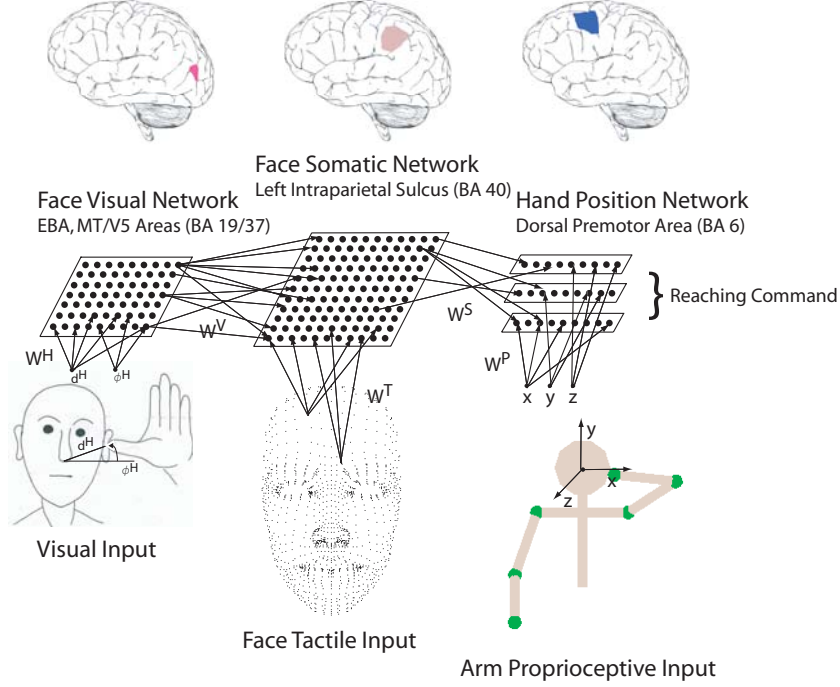 Face Somatic Network
Left Intraparietal Sulcus (BA 40)
Face Visual Network
EBA, MT/V5 Areas (BA 19/37)
Hand Position Network
Dorsal Premotor Area (BA 6)
Reaching Command
W^V
W^S
W^H
W^P
W^T
d^H
ϕ^H
x
y
z
d^H
ϕ^H
y
x
z
Visual Input
Face Tactile Input
Arm Proprioceptive Input